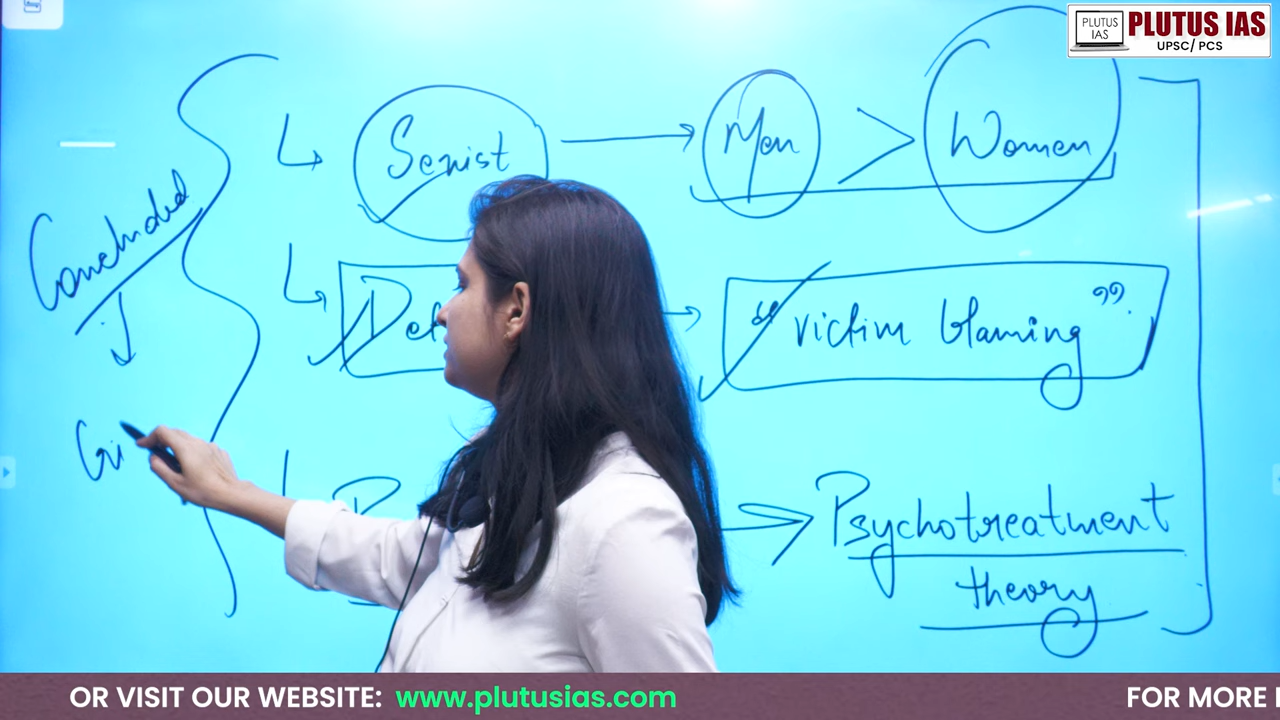 PLUTUS IAS
PLUTUS
IAS
UPSC/ PCS
Sexist → Men > Women
Concluded
"victim blaming"
Psychotreatment
theory
OR VISIT OUR WEBSITE: www.plutusias.com
FOR MORE